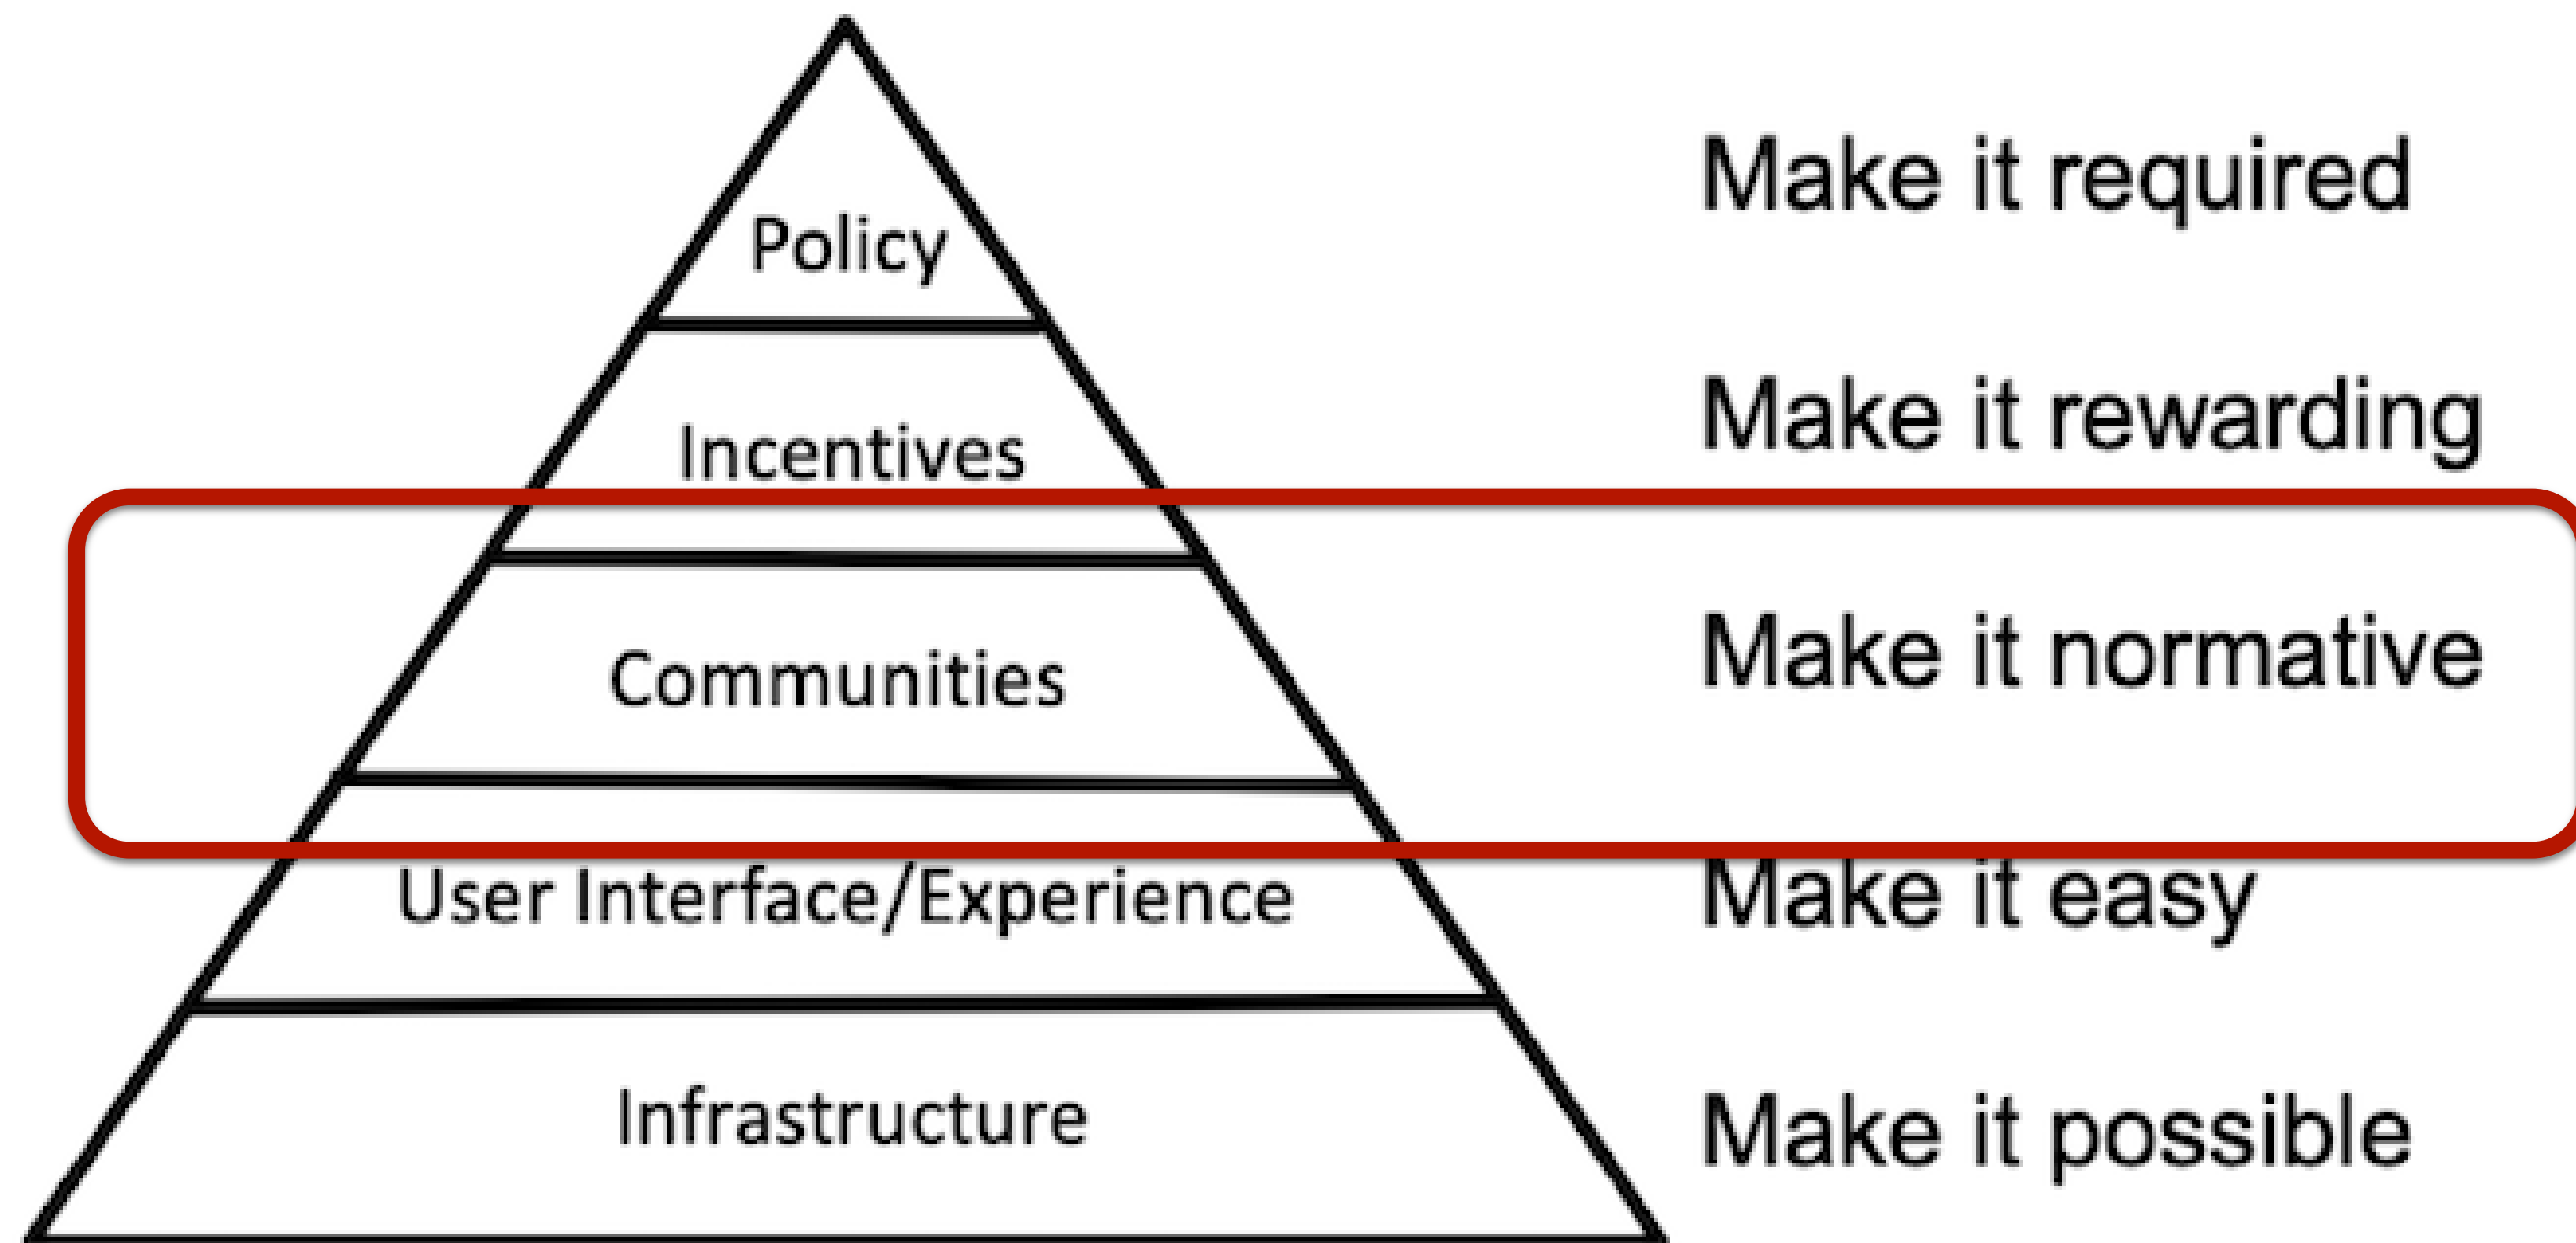 Policy
Make it required
Incentives
Make it rewarding
Communities
Make it normative
User Interface/Experience
Make it easy
Infrastructure
Make it possible